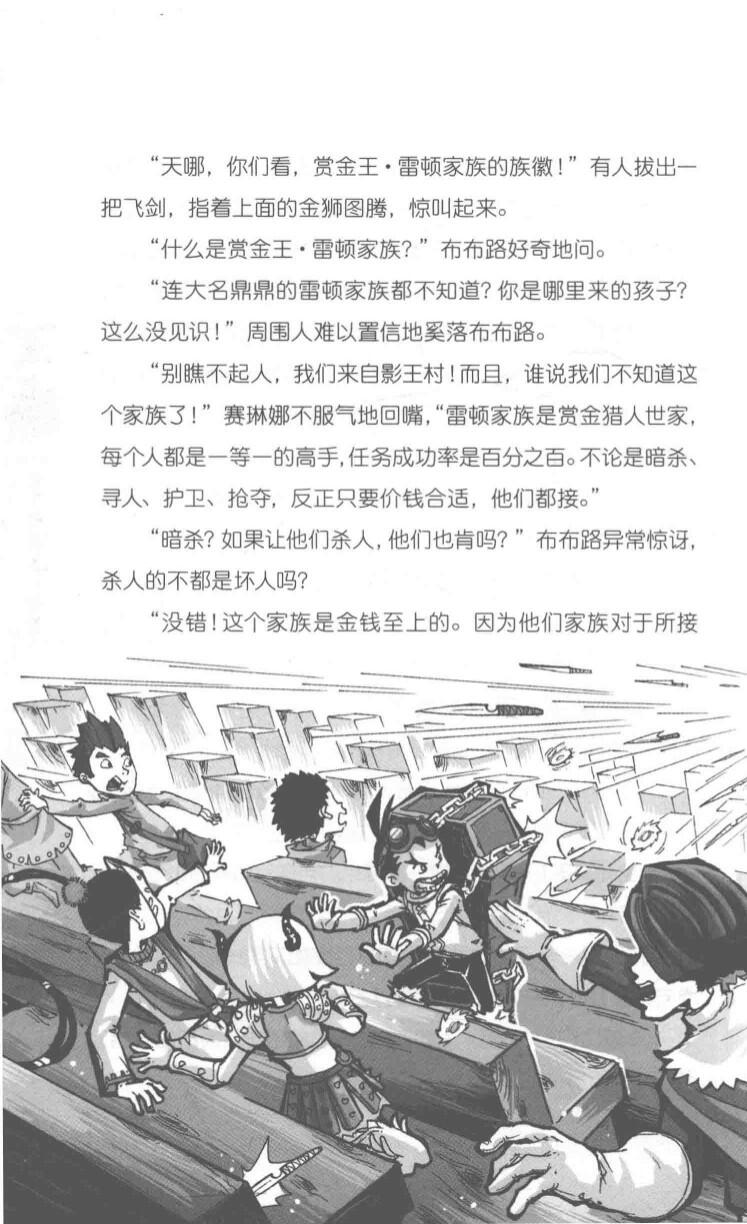 “天哪，你们看，赏金王·雷顿家族的族徽！”有人拔出一
把飞剑，指着上面的金狮图腾，惊叫起来。
“什么是赏金王·雷顿家族？”布布路好奇地问。
“连大名鼎鼎的雷顿家族都不知道？你是哪里来的孩子？
这么没见识！”周围人难以置信地奚落布布路。
“别瞧不起人，我们来自影王村！而且，谁说我们不知道这
个家族了！”赛琳娜不服气地回嘴，“雷顿家族是赏金猎人世家，
每个人都是一等一的高手，任务成功率是百分之百。不论是暗杀、
寻人、护卫、抢夺，反正只要价钱合适，他们都接。”
“暗杀？如果让他们杀人，他们也肯吗？”布布路异常惊讶，
杀人的不都是坏人吗？
“没错！这个家族是金钱至上的。因为他们家族对于所接